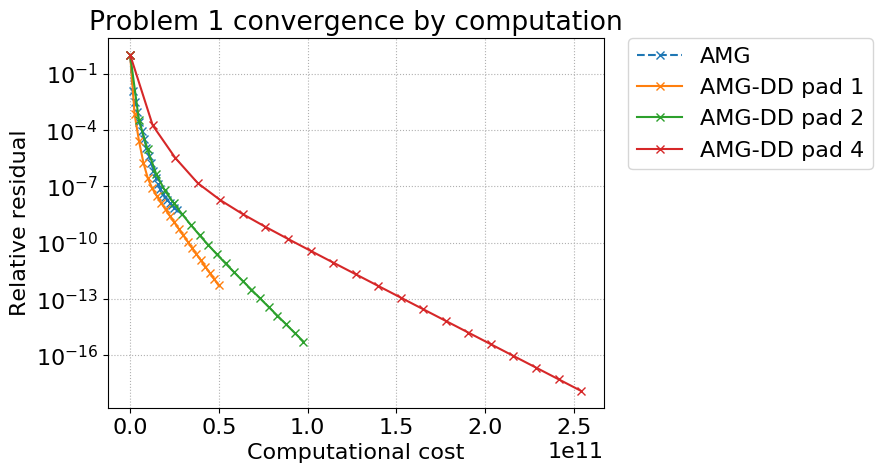 Problem 1 convergence by computation
Relative residual
10⁻¹
10⁻⁴
10⁻⁷
10⁻¹⁰
10⁻¹³
10⁻¹⁶
0.0 0.5 1.0 1.5 2.0 2.5
1e11
Computational cost
AMG
AMG-DD pad 1
AMG-DD pad 2
AMG-DD pad 4